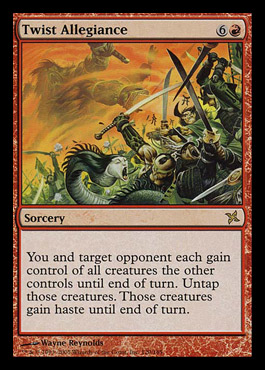 Twist Allegiance 6
Sorcery
You and target opponent each gain
control of all creatures the other
controls until end of turn. Untap
those creatures. Those creatures
gain haste until end of turn.
Wayne Reynolds